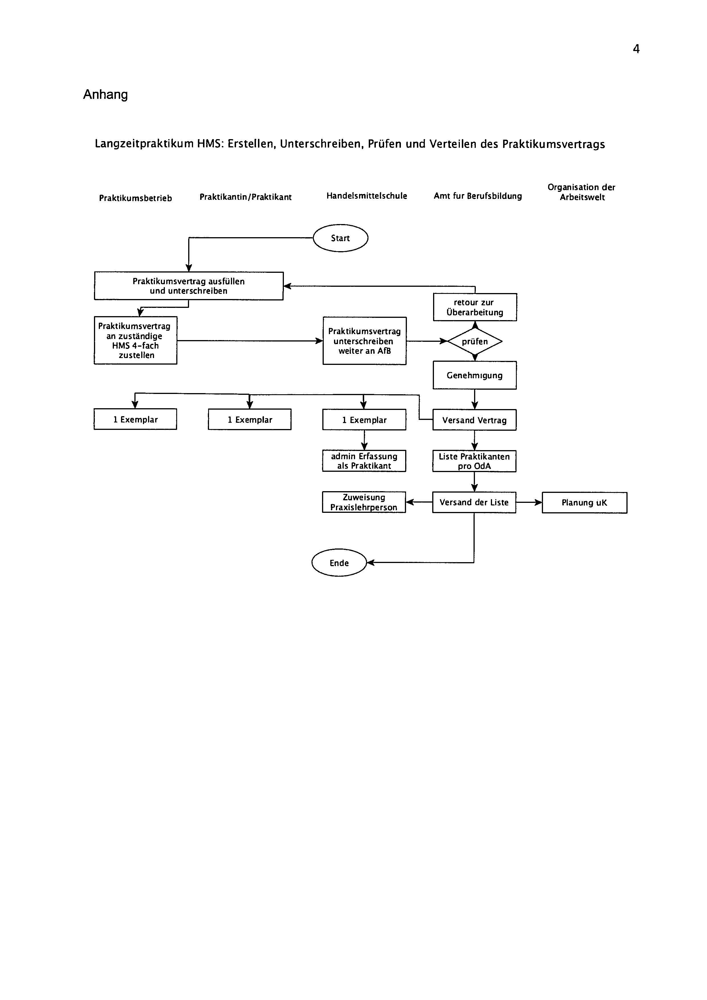 4
Anhang
Langzeitpraktikum HMS: Erstellen, Unterschreiben, Prüfen und Verteilen des Praktikumsvertrags
Praktikumsbetrieb
Praktikantin/Praktikant
Handelsmittelschule
Amt fur Berufsbildung
Organisation der
Arbeitswelt
Start
Praktikumsvertrag ausfüllen
und unterschreiben
retour zur
Überarbeitung
Praktikumsvertrag
an zuständige
HMS 4-fach
zustellen
Praktikumsvertrag
unterschreiben
weiter an AfB
prüfen
Genehmigung
1 Exemplar
1 Exemplar
1 Exemplar
Versand Vertrag
admin Erfassung
als Praktikant
Liste Praktikanten
pro OdA
Zuweisung
Praxislehrperson
Versand der Liste
Planung uK
Ende